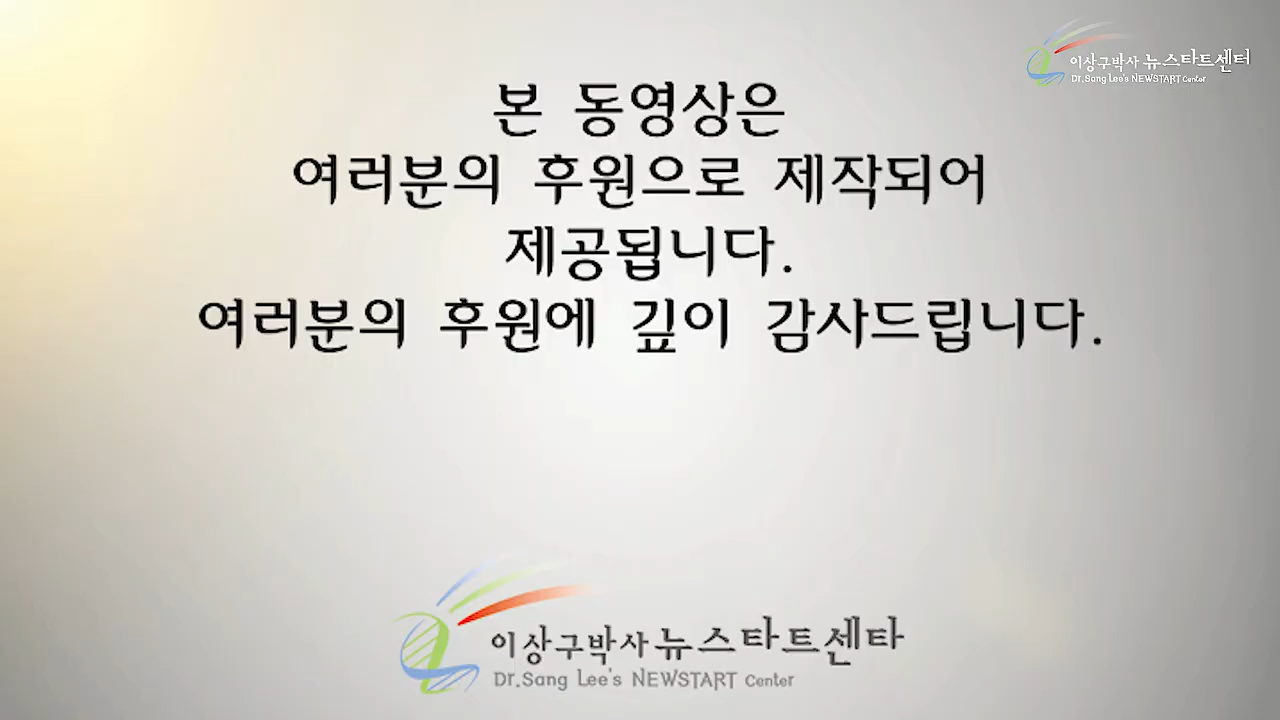 이상구박사 뉴스타트센터
Dr.Sang Lee's NEWSTART Center
본 동영상은
여러분의 후원으로 제작되어
제공됩니다.
여러분의 후원에 깊이 감사드립니다.
이상구박사 뉴스타트센타
Dr.Sang Lee's NEWSTART Center